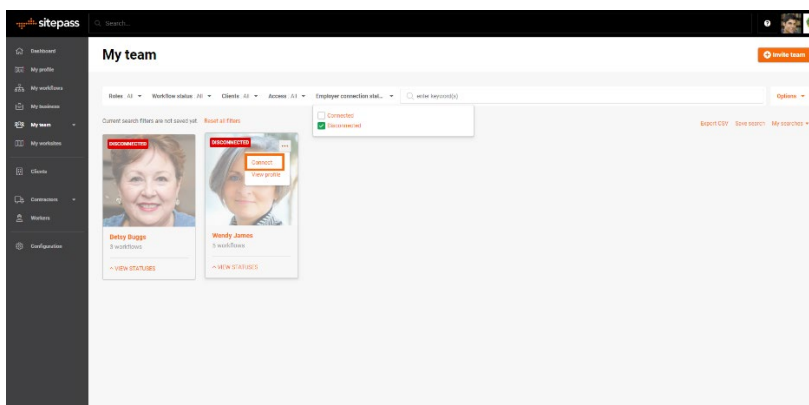 sitepass
Search...
Dashboard
My profile
My workflows
My business
My team
My worksites
Clients
Contractors
Workers
Configuration
My team
Invite team
Roles : All
Workflow status : All
Clients : All
Access : All
Employer connection stat...
enter keyword(s)
Options
Connected
Disconnected
Current search filters are not saved yet. Reset all filters
Export CSV Save search My searches
DISCONNECTED
Betsy Buggs
3 workflows
VIEW STATUSES
DISCONNECTED
...
Connect
View profile
Wendy James
VIEW STATUSES